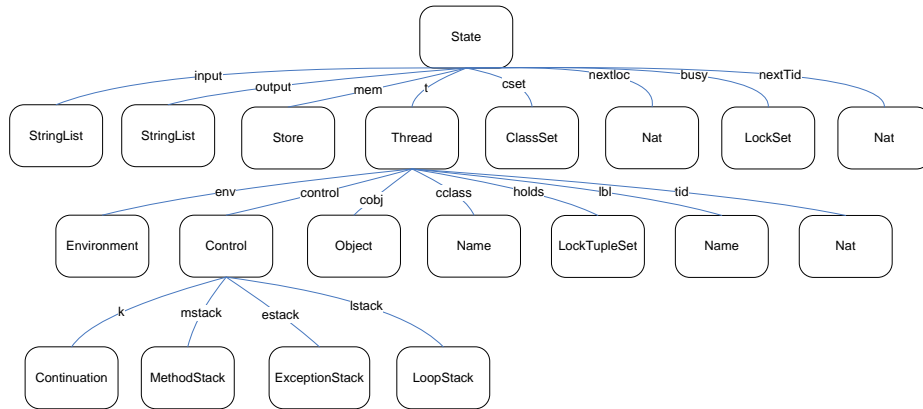 State
input
output
mem
t
cset
nextloc
busy
nextTid
StringList
StringList
Store
Thread
ClassSet
Nat
LockSet
Nat
env
control
cobj
cclass
holds
lbl
tid
Environment
Control
Object
Name
LockTupleSet
Name
Nat
k
mstack
estack
lstack
Continuation
MethodStack
ExceptionStack
LoopStack